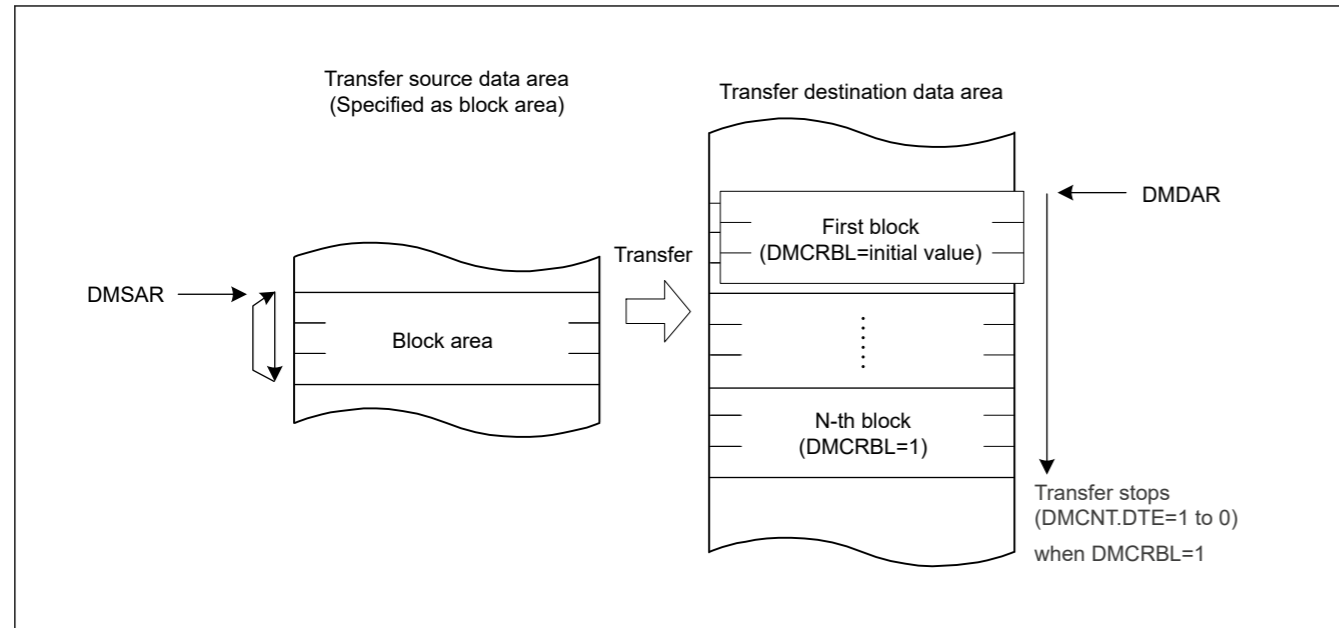 Transfer source data area
(Specified as block area)
Transfer destination data area
DMDAR
First block
(DMCRBL=initial value)
Transfer
DMSAR
Block area
N-th block
(DMCRBL=1)
Transfer stops
(DMCNT.DTE=1 to 0)
when DMCRBL=1